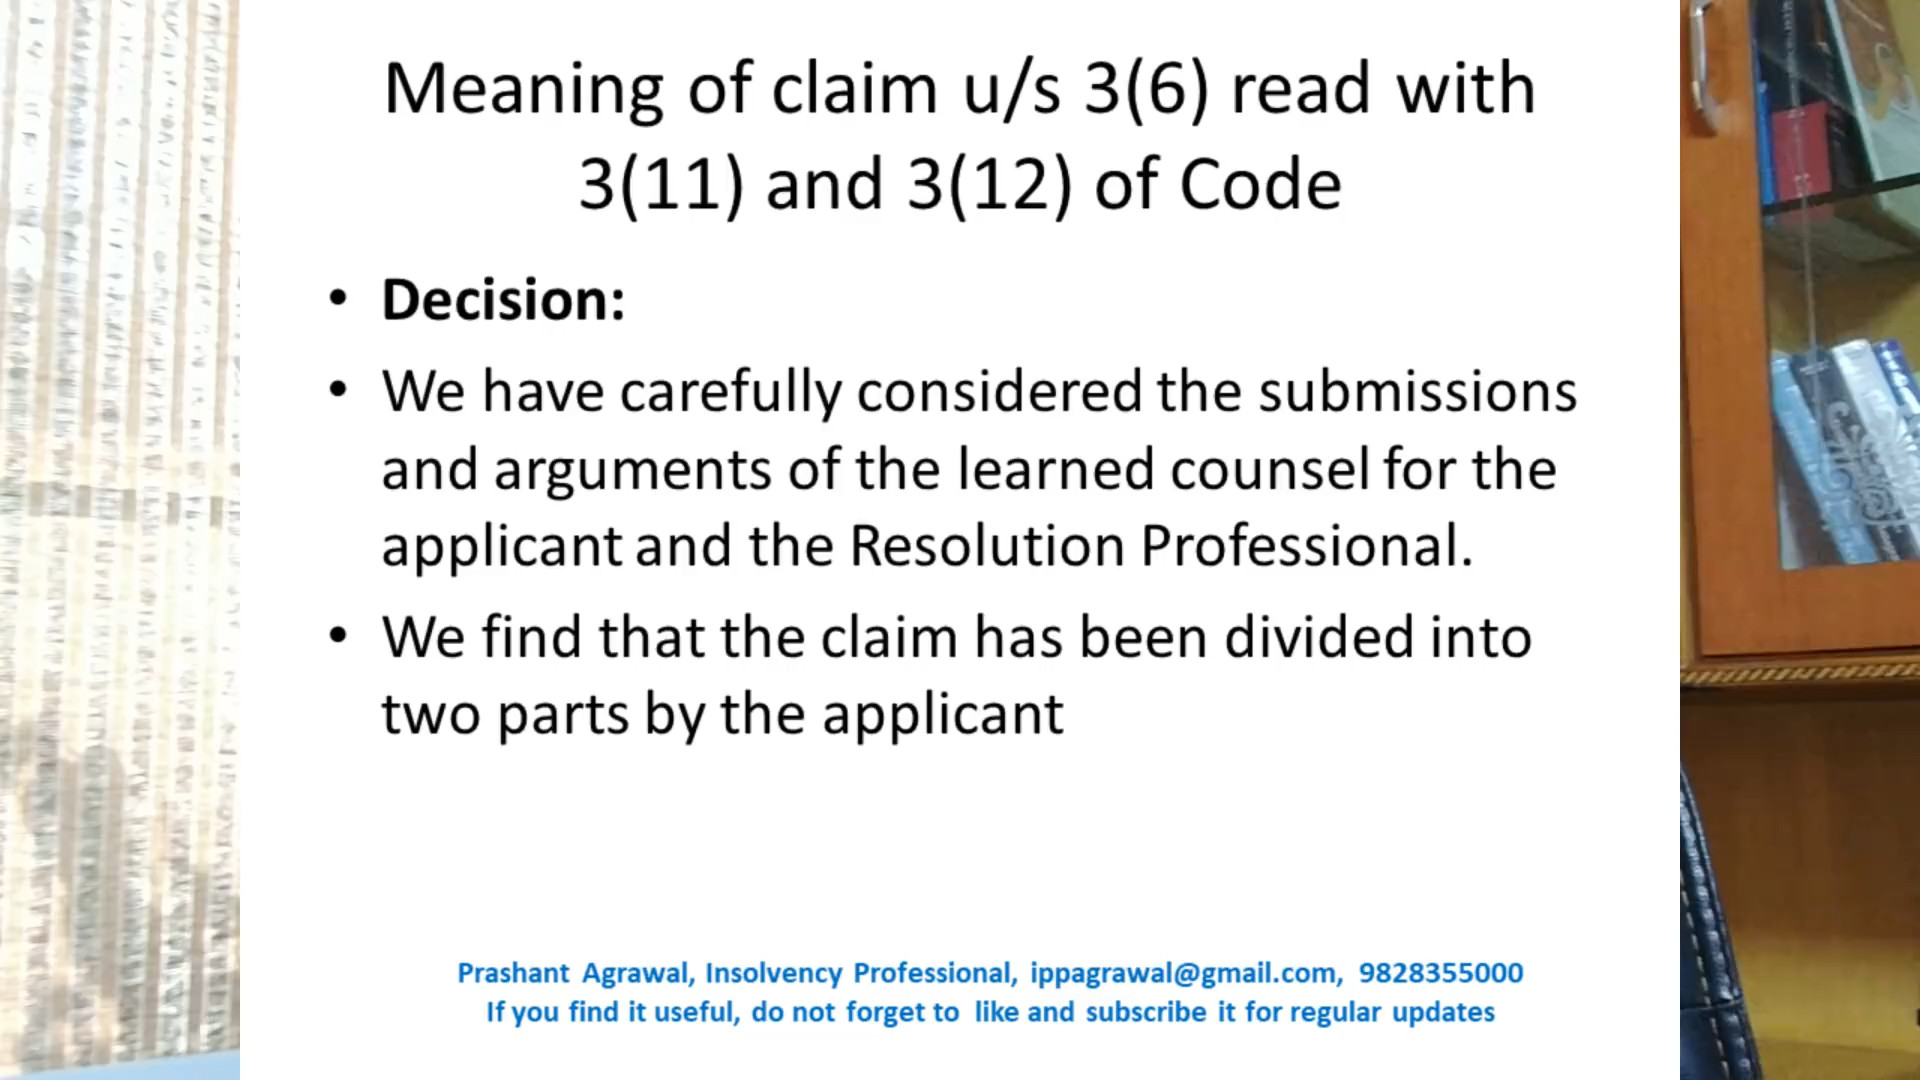 Meaning of claim u/s 3(6) read with
3(11) and 3(12) of Code
• Decision:
• We have carefully considered the submissions
and arguments of the learned counsel for the
applicant and the Resolution Professional.
• We find that the claim has been divided into
two parts by the applicant
Prashant Agrawal, Insolvency Professional, ippagrawal@gmail.com, 9828355000
If you find it useful, do not forget to like and subscribe it for regular updates